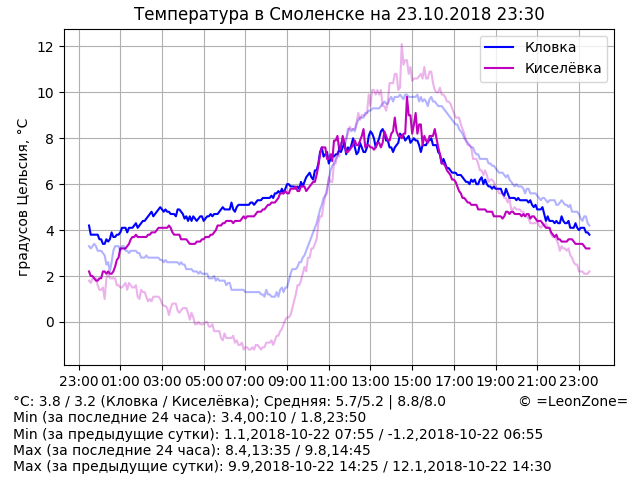 Температура в Смоленске на 23.10.2018 23:30
Кловка
Киселёвка
градусов Цельсия, °C
12
10
8
6
4
2
0
23:00 01:00 03:00 05:00 07:00 09:00 11:00 13:00 15:00 17:00 19:00 21:00 23:00
°C: 3.8 / 3.2 (Кловка / Киселёвка); Средняя: 5.7/5.2 | 8.8/8.0 © =LeonZone=
Min (за последние 24 часа): 3.4,00:10 / 1.8,23:50
Min (за предыдущие сутки): 1.1,2018-10-22 07:55 / -1.2,2018-10-22 06:55
Max (за последние 24 часа): 8.4,13:35 / 9.8,14:45
Max (за предыдущие сутки): 9.9,2018-10-22 14:25 / 12.1,2018-10-22 14:30